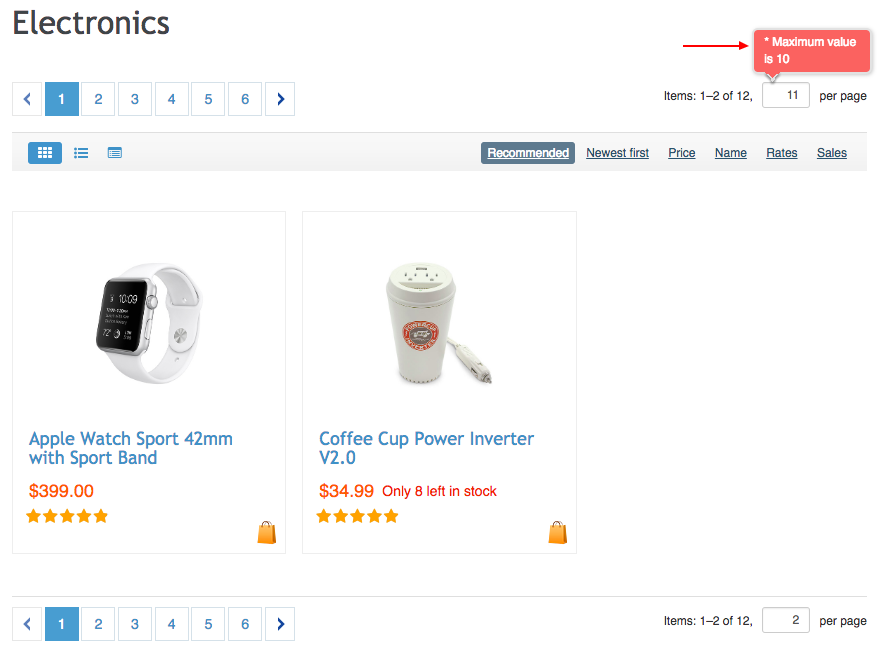 Electronics
* Maximum value
is 10
1 2 3 4 5 6
Items: 1–2 of 12, 11 per page
Recommended Newest first Price Name Rates Sales
10:09
72°
POWERCUP
INVERTER
Apple Watch Sport 42mm
with Sport Band
$399.00
Coffee Cup Power Inverter
V2.0
$34.99 Only 8 left in stock
1 2 3 4 5 6
Items: 1–2 of 12, 2 per page